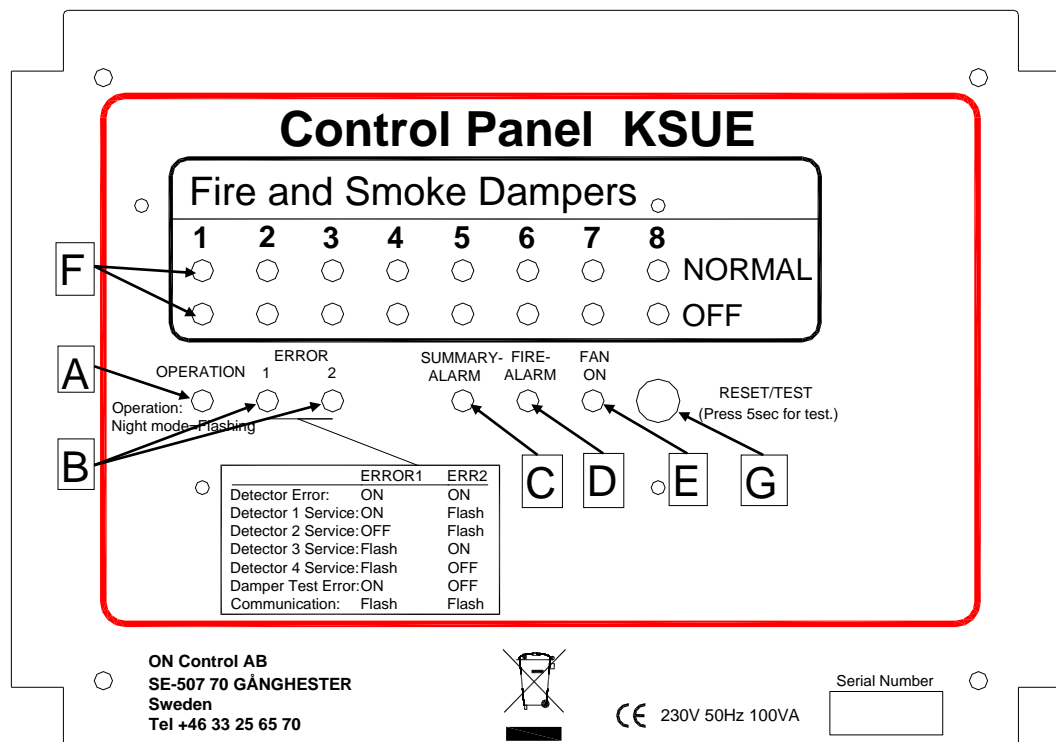 Control Panel KSUE
Fire and Smoke Dampers
1 2 3 4 5 6 7 8
NORMAL
OFF
F
A
B
OPERATION
ERROR
1 2
SUMMARY-
ALARM
FIRE-
ALARM
FAN
ON
RESET/TEST
(Press 5sec for test.)
Operation:
Night mode=Flashing
C
D
E
G
ERROR1 ERR2
Detector Error: ON ON
Detector 1 Service: ON Flash
Detector 2 Service: OFF Flash
Detector 3 Service: Flash ON
Detector 4 Service: Flash OFF
Damper Test Error: ON OFF
Communication: Flash Flash
ON Control AB
SE-507 70 GÅNGHESTER
Sweden
Tel +46 33 25 65 70
CE 230V 50Hz 100VA
Serial Number